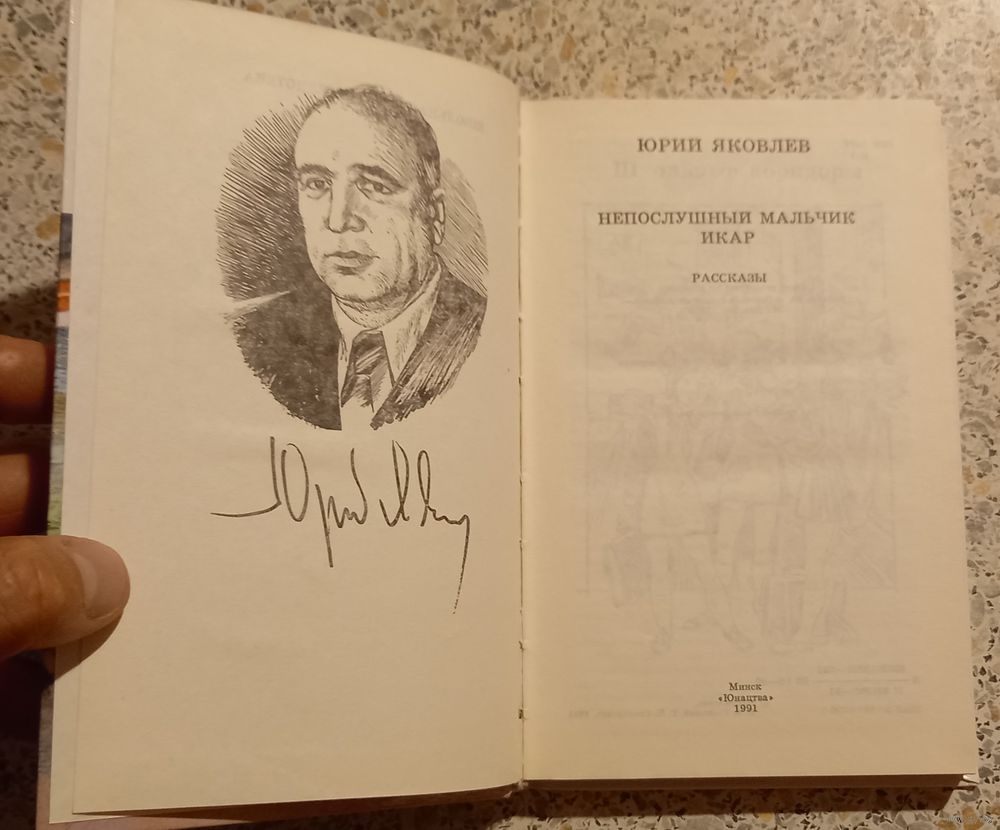 ЮРИЙ ЯКОВЛЕВ
НЕПОСЛУШНЫЙ МАЛЬЧИК
ИКАР
РАССКАЗЫ
Минск
«Юнацтва»
1991